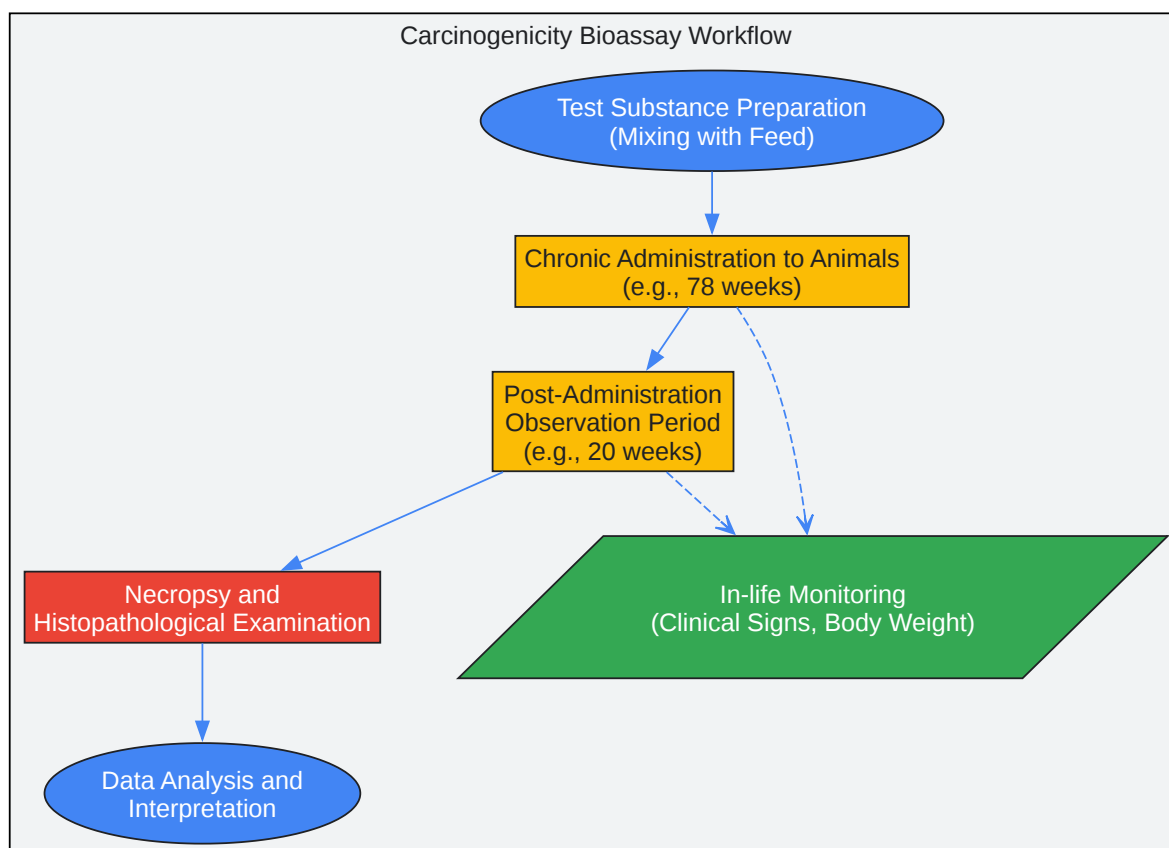 Carcinogenicity Bioassay Workflow
Test Substance Preparation
(Mixing with Feed)
Chronic Administration to Animals
(e.g., 78 weeks)
Post-Administration
Observation Period
(e.g., 20 weeks)
Necropsy and
Histopathological Examination
In-life Monitoring
(Clinical Signs, Body Weight)
Data Analysis and
Interpretation